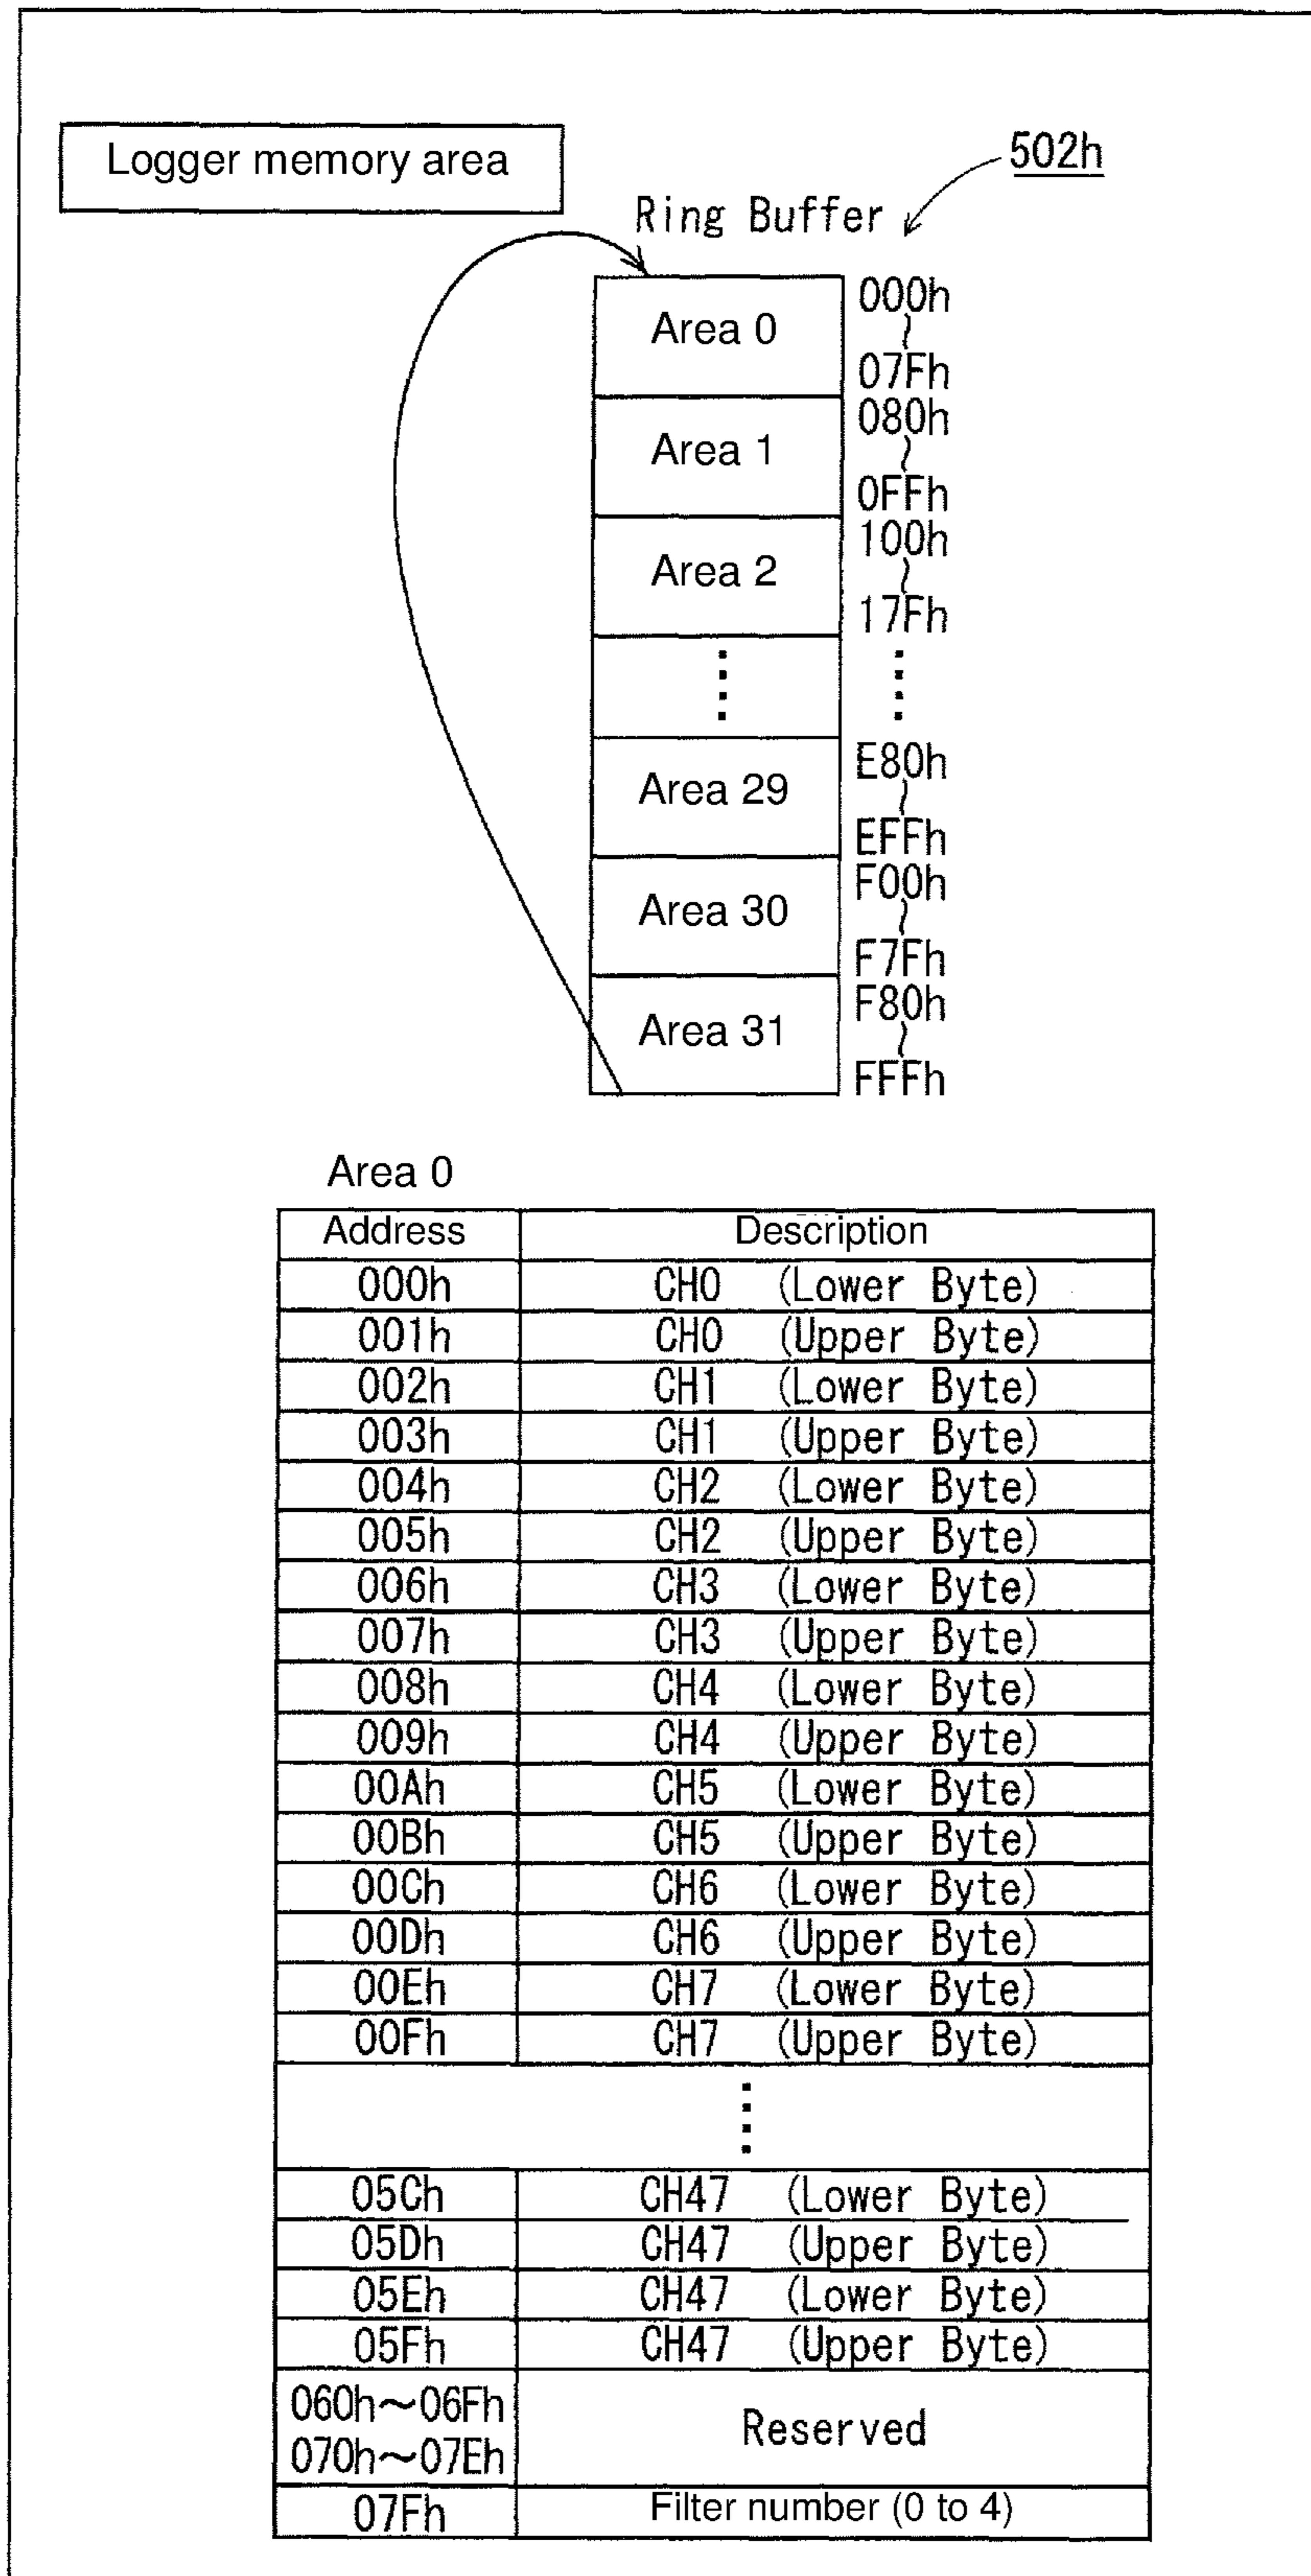 Logger memory area
502h
Ring Buffer
Area 0
000h
~
07Fh
Area 1
080h
~
0FFh
Area 2
100h
~
17Fh
Area 29
E80h
~
EFFh
Area 30
F00h
~
F7Fh
Area 31
F80h
~
FFFh
Area 0
Address Description
000h CH0 (Lower Byte)
001h CH0 (Upper Byte)
002h CH1 (Lower Byte)
003h CH1 (Upper Byte)
004h CH2 (Lower Byte)
005h CH2 (Upper Byte)
006h CH3 (Lower Byte)
007h CH3 (Upper Byte)
008h CH4 (Lower Byte)
009h CH4 (Upper Byte)
00Ah CH5 (Lower Byte)
00Bh CH5 (Upper Byte)
00Ch CH6 (Lower Byte)
00Dh CH6 (Upper Byte)
00Eh CH7 (Lower Byte)
00Fh CH7 (Upper Byte)
05Ch CH47 (Lower Byte)
05Dh CH47 (Upper Byte)
05Eh CH47 (Lower Byte)
05Fh CH47 (Upper Byte)
060h~06Fh
070h~07Eh
Reserved
07Fh Filter number (0 to 4)